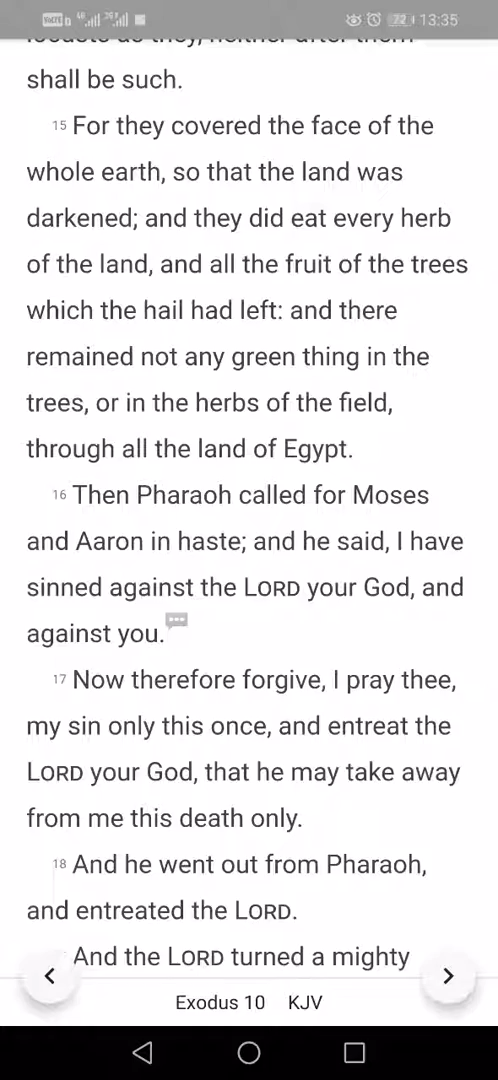 72 13:35
shall be such.
15 For they covered the face of the
whole earth, so that the land was
darkened; and they did eat every herb
of the land, and all the fruit of the trees
which the hail had left: and there
remained not any green thing in the
trees, or in the herbs of the field,
through all the land of Egypt.
16 Then Pharaoh called for Moses
and Aaron in haste; and he said, I have
sinned against the LORD your God, and
against you.
17 Now therefore forgive, I pray thee,
my sin only this once, and entreat the
LORD your God, that he may take away
from me this death only.
18 And he went out from Pharaoh,
and entreated the LORD.
And the LORD turned a mighty
Exodus 10 KJV